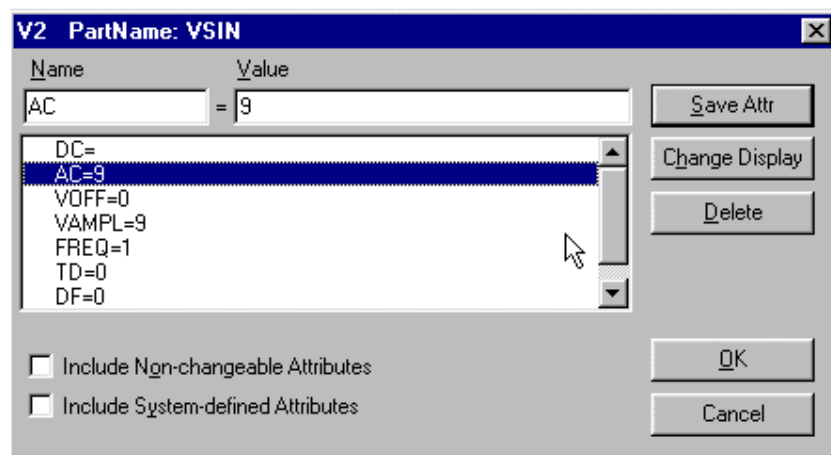 V2 PartName: VSIN
Name Value
AC = 9
Save Attr
DC=
AC=9
VOFF=0
VAMPL=9
FREQ=1
TD=0
DF=0
Change Display
Delete
Include Non-changeable Attributes
Include System-defined Attributes
OK
Cancel